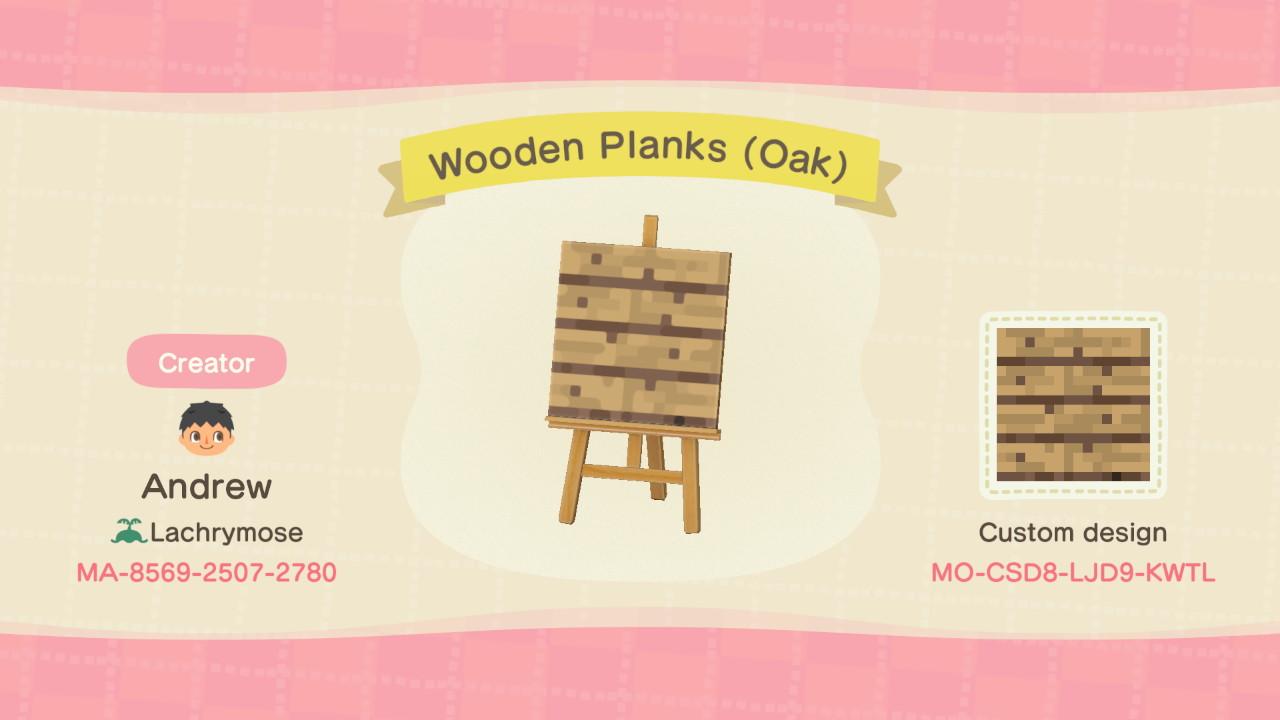 Wooden Planks (Oak)
Creator
Andrew
Lachrymose
MA-8569-2507-2780
Custom design
MO-CSD8-LJD9-KWTL